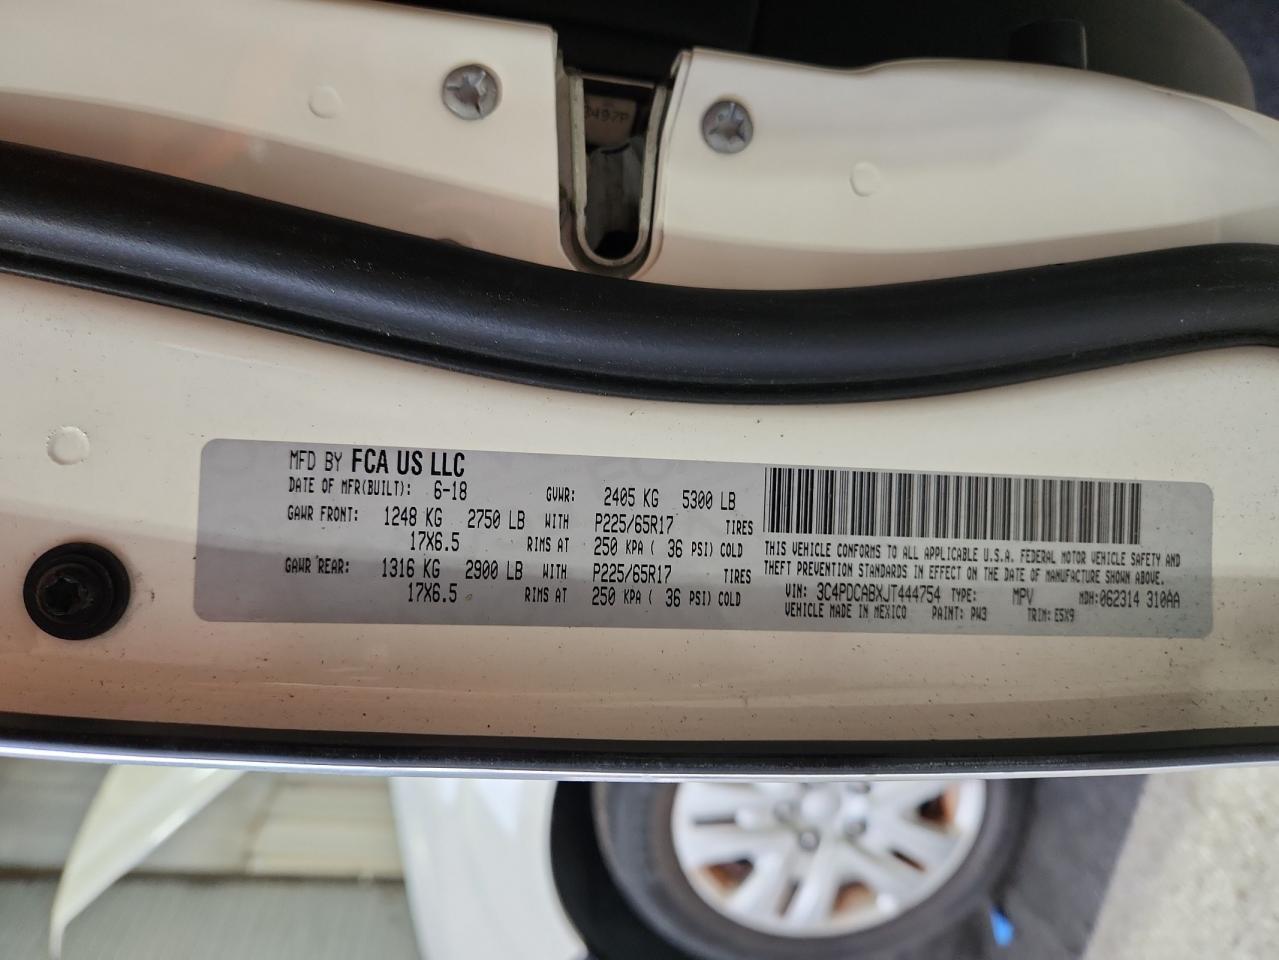 3497P
MFD BY FCA US LLC
DATE OF MFR(BUILT): 6-18 GVWR: 2405 KG 5300 LB
GAWR FRONT: 1248 KG 2750 LB WITH P225/65R17 TIRES
17X6.5 RIMS AT 250 KPA ( 36 PSI) COLD
GAWR REAR: 1316 KG 2900 LB WITH P225/65R17 TIRES
17X6.5 RIMS AT 250 KPA ( 36 PSI) COLD
THIS VEHICLE CONFORMS TO ALL APPLICABLE U.S.A. FEDERAL MOTOR VEHICLE SAFETY AND
THEFT PREVENTION STANDARDS IN EFFECT ON THE DATE OF MANUFACTURE SHOWN ABOVE.
VIN: 3C4PDCABXJT444754 TYPE: MPV MDH:062314 310AA
VEHICLE MADE IN MEXICO PAINT: PW3 TRIM: E5X9